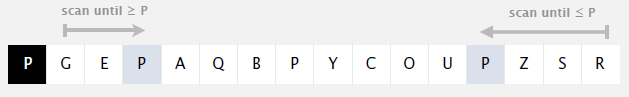 scan until ≥ P
scan until ≤ P
P G E P A Q B P Y C O U P Z S R